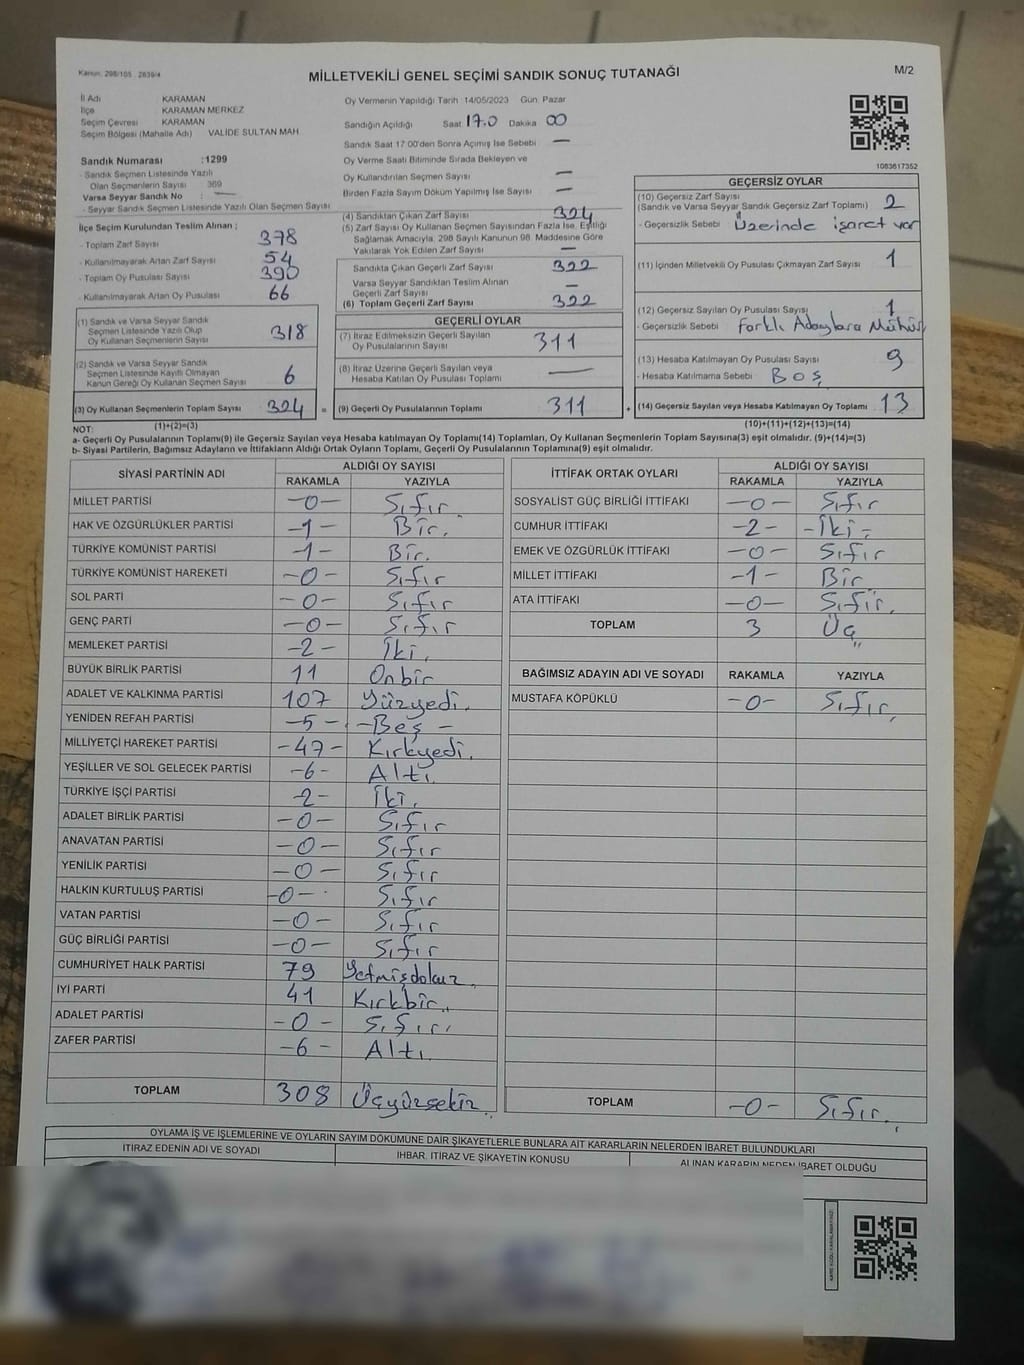 Kanun: 298/105 , 2839/4
MİLLETVEKİLİ GENEL SEÇİMİ SANDIK SONUÇ TUTANAĞI
M/2
İl Adı KARAMAN
İlçe KARAMAN MERKEZ
Seçim Çevresi KARAMAN
Seçim Bölgesi (Mahalle Adı) VALİDE SULTAN MAH
Sandık Numarası :1299
- Sandık Seçmen Listesinde Yazılı
Olan Seçmenlerin Sayısı 369
Varsa Seyyar Sandık No : —
- Seyyar Sandık Seçmen Listesinde Yazılı Olan Seçmen Sayısı
Oy Vermenin Yapıldığı Tarih :14/05/2023 Gün: Pazar
Sandığın Açıldığı Saat 17.0 Dakika 00
Sandık Saat 17:00'den Sonra Açımış İse Sebebi —
Oy Verme Saati Bitiminde Sırada Bekleyen ve
Oy Kullandırılan Seçmen Sayısı —
Birden Fazla Sayım Döküm Yapılmış İse Sayısı —
1083617352
İlçe Seçim Kurulundan Teslim Alınan ;
- Toplam Zarf Sayısı 378
- Kullanılmayarak Artan Zarf Sayısı 54
- Toplam Oy Pusulası Sayısı 390
- Kullanılmayarak Artan Oy Pusulası 66
(1) Sandık ve Varsa Seyyar Sandık
Seçmen Listesinde Yazılı Olup
Oy Kullanan Seçmenlerin Sayısı 318
(2) Sandık ve Varsa Seyyar Sandık
Seçmen Listesinde Kayıtlı Olmayan
Kanun Gereği Oy Kullanan Seçmen Sayısı 6
(3) Oy Kullanan Seçmenlerin Toplam Sayısı 324
(1)+(2)=(3)
(4) Sandıktan Çıkan Zarf Sayısı 324
(5) Zarf Sayısı Oy Kullanan Seçmen Sayısından Fazla İse, Eşitliği
Sağlamak Amacıyla, 298 Sayılı Kanunun 98. Maddesine Göre
Yakılarak Yok Edilen Zarf Sayısı —
Sandıkta Çıkan Geçerli Zarf Sayısı 322
Varsa Seyyar Sandıktan Teslim Alınan
Geçerli Zarf Sayısı —
(6) Toplam Geçerli Zarf Sayısı 322
GEÇERLİ OYLAR
(7) İtiraz Edilmeksizin Geçerli Sayılan
Oy Pusulalarının Sayısı 311
(8) İtiraz Üzerine Geçerli Sayılan veya
Hesaba Katılan Oy Pusulası Toplamı —
= (9) Geçerli Oy Pusulalarının Toplamı 311 +
GEÇERSİZ OYLAR
(10) Geçersiz Zarf Sayısı
(Sandık ve Varsa Seyyar Sandık Geçersiz Zarf Toplamı) 2
- Geçersizlik Sebebi Üzerinde işaret var
(11) İçinden Milletvekili Oy Pusulası Çıkmayan Zarf Sayısı 1
(12) Geçersiz Sayılan Oy Pusulası Sayısı 1
- Geçersizlik Sebebi Farklı Adaylara Mühür
(13) Hesaba Katılmayan Oy Pusulası Sayısı 9
- Hesaba Katılmama Sebebi Boş
(14) Geçersiz Sayılan veya Hesaba Katılmayan Oy Toplamı 13
(10)+(11)+(12)+(13)=(14)
NOT:
a- Geçerli Oy Pusulalarının Toplamı(9) ile Geçersiz Sayılan veya Hesaba katılmayan Oy Toplamı(14) Toplamları, Oy Kullanan Seçmenlerin Toplam Sayısına(3) eşit olmalıdır. (9)+(14)=(3)
b- Siyasi Partilerin, Bağımsız Adayların ve İttifakların Aldığı Ortak Oyların Toplamı, Geçerli Oy Pusulalarının Toplamına(9) eşit olmalıdır.
SİYASİ PARTİNİN ADI ALDIĞI OY SAYISI
RAKAMLA YAZIYLA
MİLLET PARTİSİ -0- Sıfır.
HAK VE ÖZGÜRLÜKLER PARTİSİ -1- Bir.
TÜRKİYE KOMÜNİST PARTİSİ -1- Bir.
TÜRKİYE KOMÜNİST HAREKETİ -0- Sıfır
SOL PARTİ -0- Sıfır
GENÇ PARTİ -0- Sıfır
MEMLEKET PARTİSİ -2- İki.
BÜYÜK BİRLİK PARTİSİ 11 Onbir
ADALET VE KALKINMA PARTİSİ 107 Yüzyedi.
YENİDEN REFAH PARTİSİ -5- -Beş-
MİLLİYETÇİ HAREKET PARTİSİ -47- Kırkyedi.
YEŞİLLER VE SOL GELECEK PARTİSİ -6- Altı.
TÜRKİYE İŞÇİ PARTİSİ -2- İki.
ADALET BİRLİK PARTİSİ -0- Sıfır
ANAVATAN PARTİSİ -0- Sıfır
YENİLİK PARTİSİ -0- Sıfır
HALKIN KURTULUŞ PARTİSİ -0- Sıfır
VATAN PARTİSİ -0- Sıfır
GÜÇ BİRLİĞİ PARTİSİ -0- Sıfır
CUMHURİYET HALK PARTİSİ 79 Yetmişdokuz.
İYİ PARTİ 41 Kırkbir.
ADALET PARTİSİ -0- Sıfır.
ZAFER PARTİSİ -6- Altı.
TOPLAM 308 Üçyüzsekiz.
İTTİFAK ORTAK OYLARI ALDIĞI OY SAYISI
RAKAMLA YAZIYLA
SOSYALİST GÜÇ BİRLİĞİ İTTİFAKI -0- Sıfır
CUMHUR İTTİFAKI -2- -İki-
EMEK VE ÖZGÜRLÜK İTTİFAKI -0- Sıfır
MİLLET İTTİFAKI -1- Bir
ATA İTTİFAKI -0- Sıfır.
TOPLAM 3 Üç
BAĞIMSIZ ADAYIN ADI VE SOYADI RAKAMLA YAZIYLA
MUSTAFA KÖPÜKLÜ -0- Sıfır.
TOPLAM -0- Sıfır.
OYLAMA İŞ VE İŞLEMLERİNE VE OYLARIN SAYIM DÖKÜMÜNE DAİR ŞİKAYETLERLE BUNLARA AİT KARARLARIN NELERDEN İBARET BULUNDUKLARI
İTİRAZ EDENİN ADI VE SOYADI İHBAR, İTİRAZ VE ŞİKAYETİN KONUSU ALINAN KARARIN NEDEN İBARET OLDUĞU